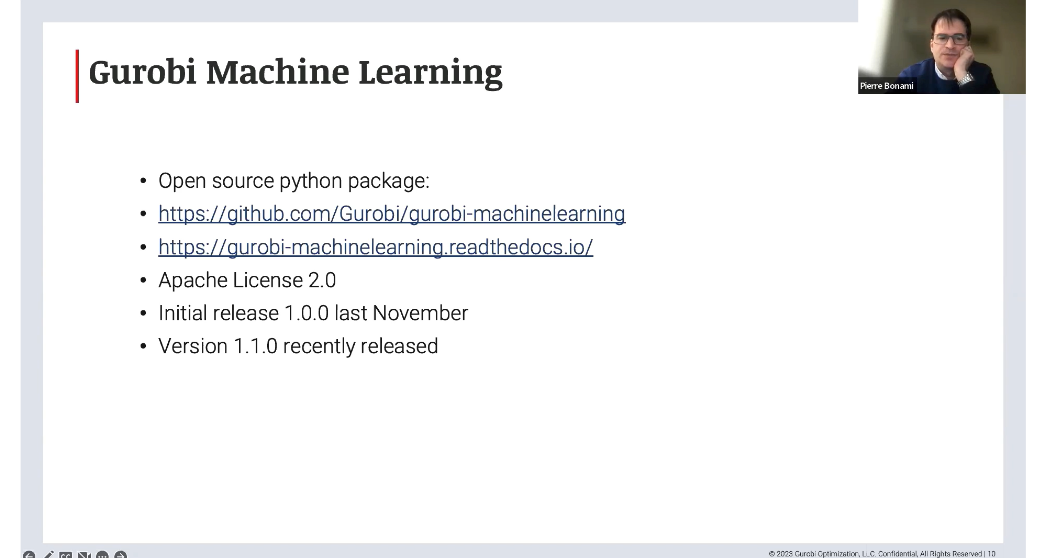 Gurobi Machine Learning
Pierre Bonami
• Open source python package:
• https://github.com/Gurobi/gurobi-machinelearning
• https://gurobi-machinelearning.readthedocs.io/
• Apache License 2.0
• Initial release 1.0.0 last November
• Version 1.1.0 recently released
© 2023 Gurobi Optimization, LLC. Confidential, All Rights Reserved | 10